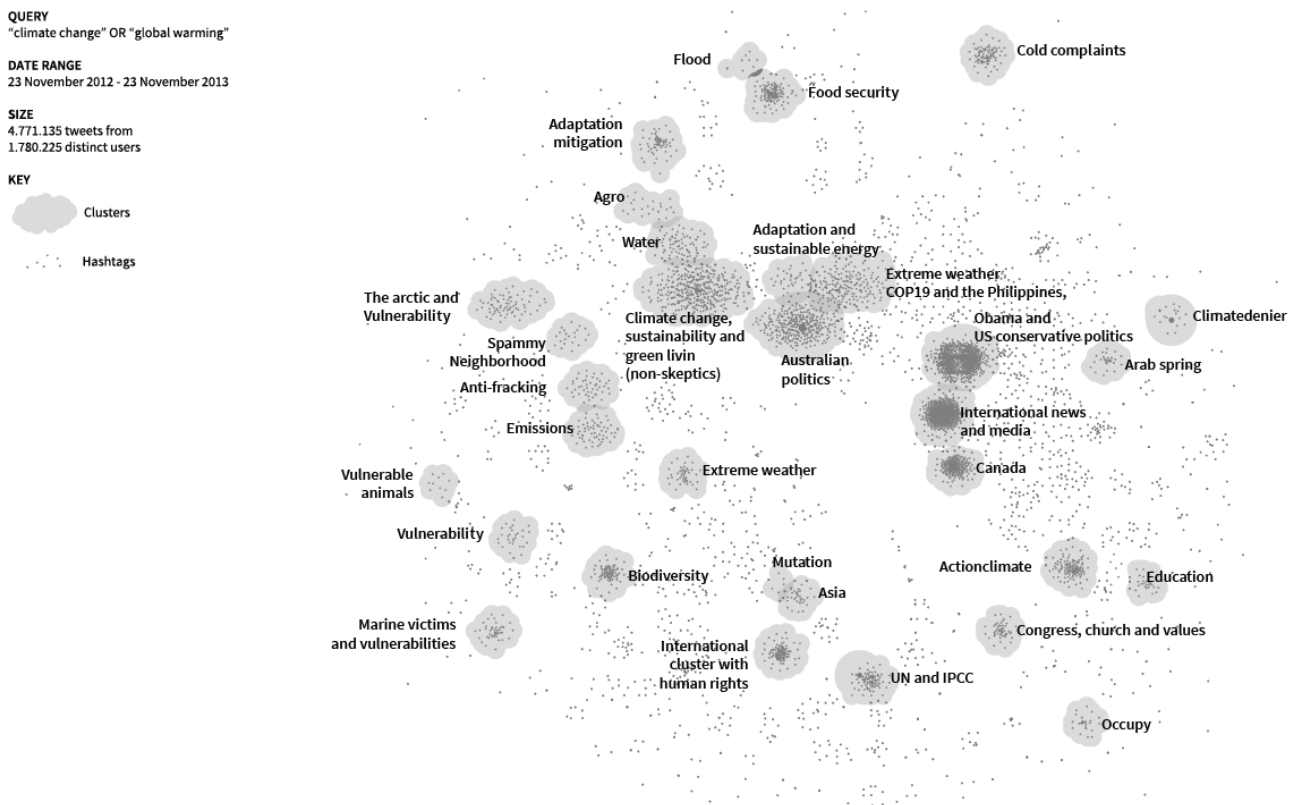 QUERY
“climate change” OR “global warming”
DATE RANGE
23 November 2012 - 23 November 2013
SIZE
4.771.135 tweets from
1.780.225 distinct users
KEY
Clusters
Hashtags
Flood
Cold complaints
Food security
Adaptation
mitigation
Agro
Water
Adaptation and
sustainable energy
Extreme weather
COP19 and the Philippines,
The arctic and
Vulnerability
Climate change,
sustainability and
green livin
(non-skeptics)
Obama and
US conservative politics
Climatedenier
Spammy
Neighborhood
Australian
politics
Arab spring
Anti-fracking
International news
and media
Emissions
Canada
Extreme weather
Vulnerable
animals
Vulnerability
Mutation
Actionclimate
Biodiversity
Education
Asia
Marine victims
and vulnerabilities
Congress, church and values
International
cluster with
human rights
UN and IPCC
Occupy